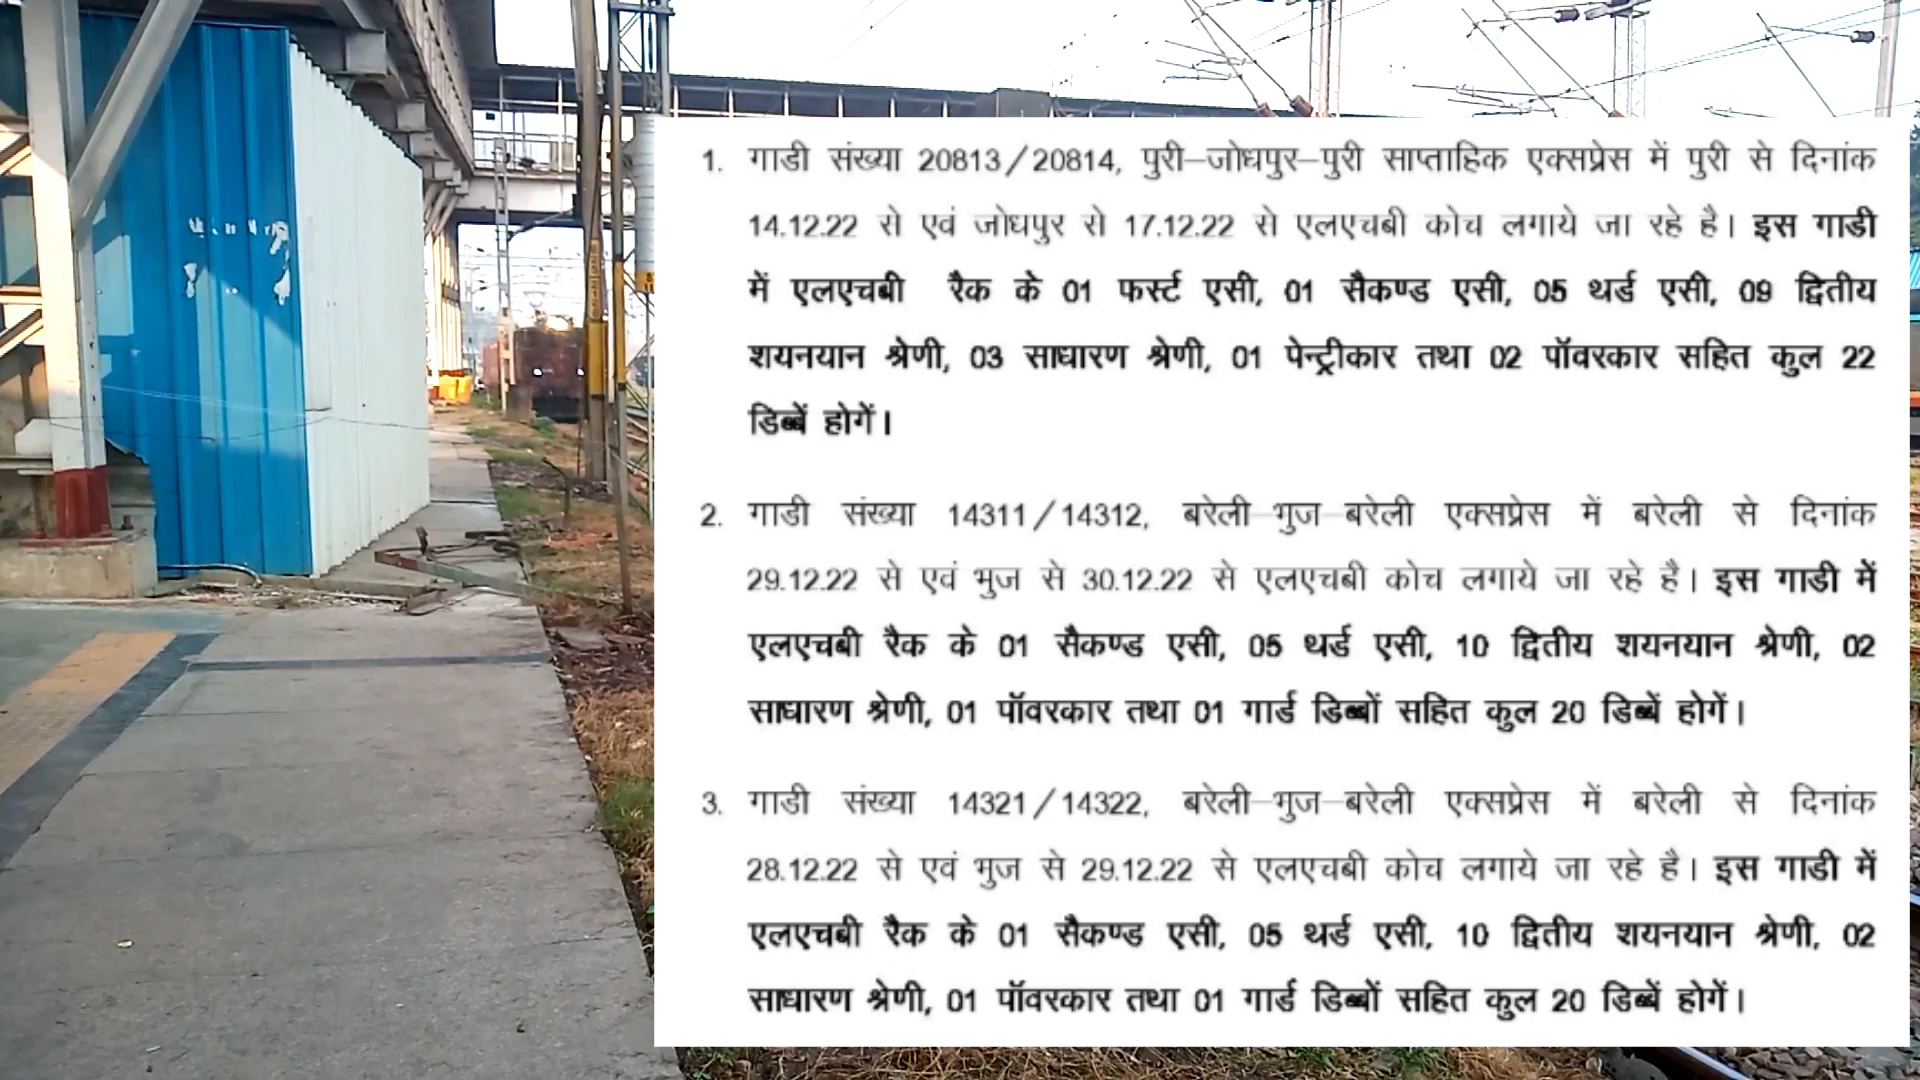 1. गाडी संख्या 20813/20814, पुरी–जोधपुर–पुरी साप्ताहिक एक्सप्रेस में पुरी से दिनांक
14.12.22 से एवं जोधपुर से 17.12.22 से एलएचबी कोच लगाये जा रहे है। इस गाडी
में एलएचबी रैक के 01 फर्स्ट एसी, 01 सैकण्ड एसी, 05 थर्ड एसी, 09 द्वितीय
शयनयान श्रेणी, 03 साधारण श्रेणी, 01 पेन्ट्रीकार तथा 02 पॉवरकार सहित कुल 22
डिब्बें होगें।
2. गाडी संख्या 14311/14312, बरेली–भुज–बरेली एक्सप्रेस में बरेली से दिनांक
29.12.22 से एवं भुज से 30.12.22 से एलएचबी कोच लगाये जा रहे है। इस गाडी में
एलएचबी रैक के 01 सैकण्ड एसी, 05 थर्ड एसी, 10 द्वितीय शयनयान श्रेणी, 02
साधारण श्रेणी, 01 पॉवरकार तथा 01 गार्ड डिब्बों सहित कुल 20 डिब्बें होगें।
3. गाडी संख्या 14321/14322, बरेली–भुज–बरेली एक्सप्रेस में बरेली से दिनांक
28.12.22 से एवं भुज से 29.12.22 से एलएचबी कोच लगाये जा रहे है। इस गाडी में
एलएचबी रैक के 01 सैकण्ड एसी, 05 थर्ड एसी, 10 द्वितीय शयनयान श्रेणी, 02
साधारण श्रेणी, 01 पॉवरकार तथा 01 गार्ड डिब्बों सहित कुल 20 डिब्बें होगें।